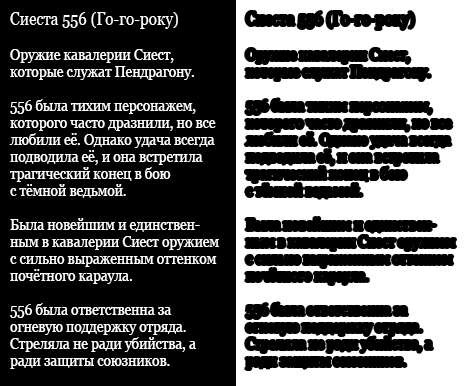 Сиеста 556 (Го-го-року)
Оружие кавалерии Сиест,
которые служат Пендрагону.
556 была тихим персонажем,
которого часто дразнили, но все
любили её. Однако удача всегда
подводила её, и она встретила
трагический конец в бою
с тёмной ведьмой.
Была новейшим и единствен-
ным в кавалерии Сиест оружием
с сильно выраженным оттенком
почётного караула.
556 была ответственна за
огневую поддержку отряда.
Стреляла не ради убийства, а
ради защиты союзников.
Сиеста 556 (Го-го-року)
Оружие кавалерии Сиест,
которые служат Пендрагону.
556 была тихим персонажем,
которого часто дразнили, но все
любили её. Однако удача всегда
подводила её, и она встретила
трагический конец в бою
с тёмной ведьмой.
Была новейшим и единствен-
ным в кавалерии Сиест оружием
с сильно выраженным оттенком
почётного караула.
556 была ответственна за
огневую поддержку отряда.
Стреляла не ради убийства, а
ради защиты союзников.